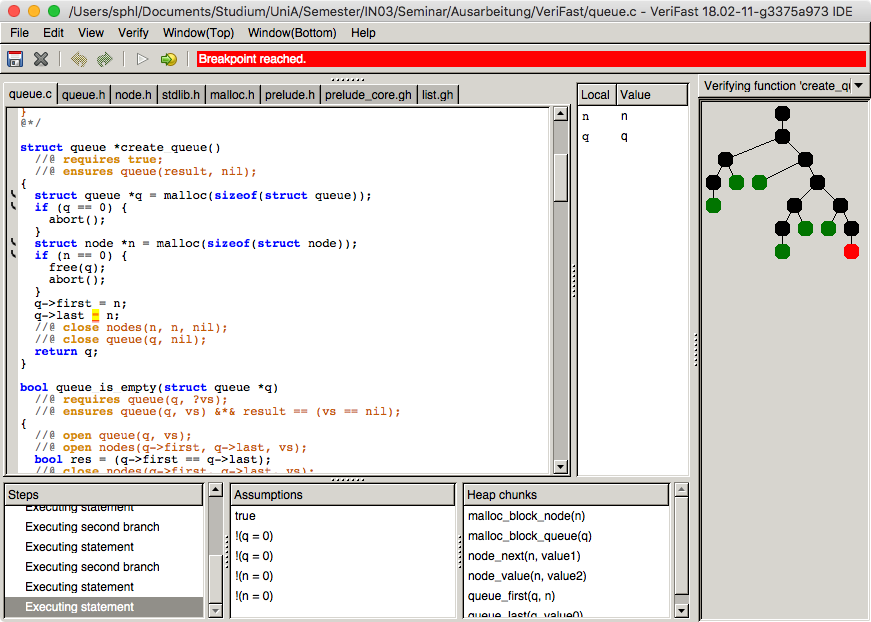 /Users/sphl/Documents/Studium/UniA/Semester/IN03/Seminar/Ausarbeitung/VeriFast/queue.c - VeriFast 18.02-11-g3375a973 IDE
File Edit View Verify Window(Top) Window(Bottom) Help
Breakpoint reached.
queue.c queue.h node.h stdlib.h malloc.h prelude.h prelude_core.gh list.gh
}
@*/
struct queue *create_queue()
//@ requires true;
//@ ensures queue(result, nil);
{
struct queue *q = malloc(sizeof(struct queue));
if (q == 0) {
abort();
}
struct node *n = malloc(sizeof(struct node));
if (n == 0) {
free(q);
abort();
}
q->first = n;
q->last = n;
//@ close nodes(n, n, nil);
//@ close queue(q, nil);
return q;
}
bool queue_is_empty(struct queue *q)
//@ requires queue(q, ?vs);
//@ ensures queue(q, vs) &*& result == (vs == nil);
{
//@ open queue(q, vs);
//@ open nodes(q->first, q->last, vs);
bool res = (q->first == q->last);
//@ close nodes(q->first, q->last, vs);
Local Value
n n
q q
Verifying function 'create_qu
Steps
Executing statement
Executing second branch
Executing statement
Executing second branch
Executing statement
Executing statement
Assumptions
true
!(q = 0)
!(q = 0)
!(n = 0)
!(n = 0)
Heap chunks
malloc_block_node(n)
malloc_block_queue(q)
node_next(n, value1)
node_value(n, value2)
queue_first(q, n)
queue_last(q, value0)